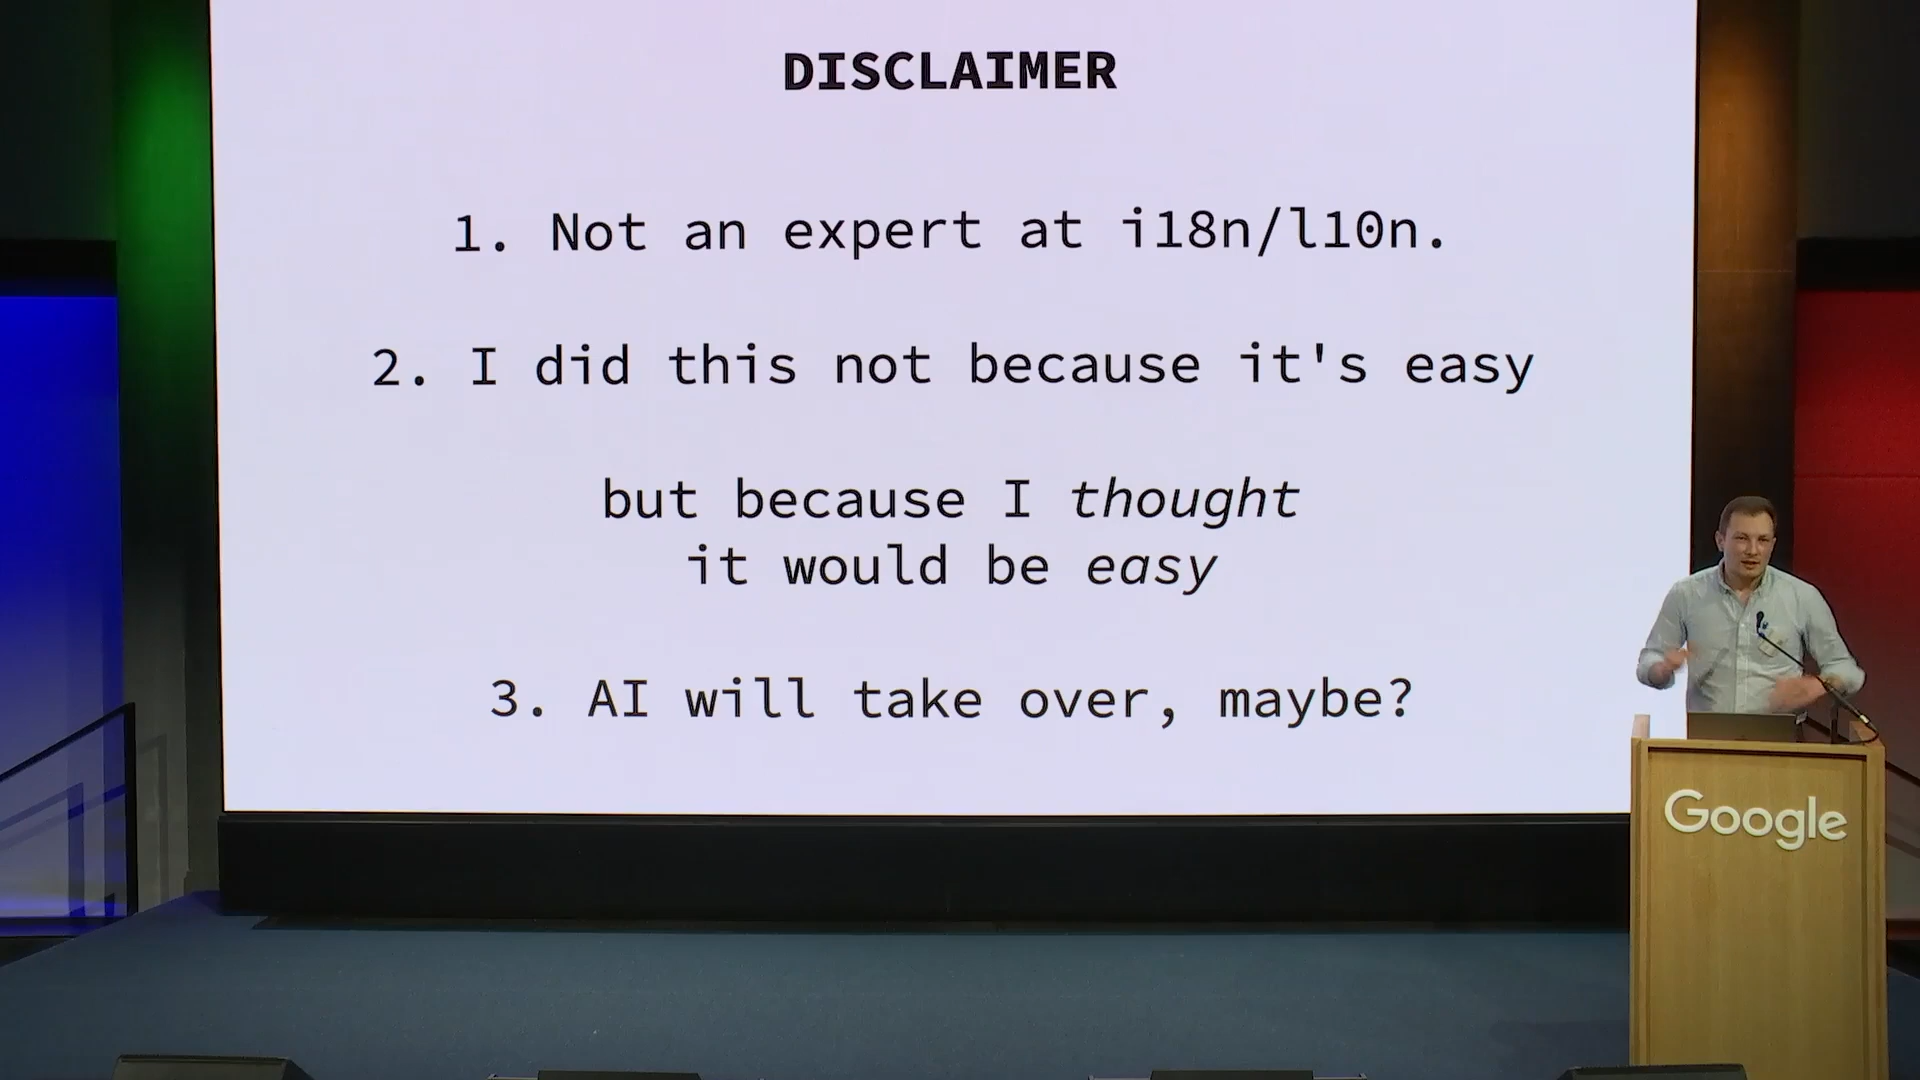 DISCLAIMER
1. Not an expert at i18n/l10n.
2. I did this not because it's easy
but because I thought
it would be easy
3. AI will take over, maybe?
Google